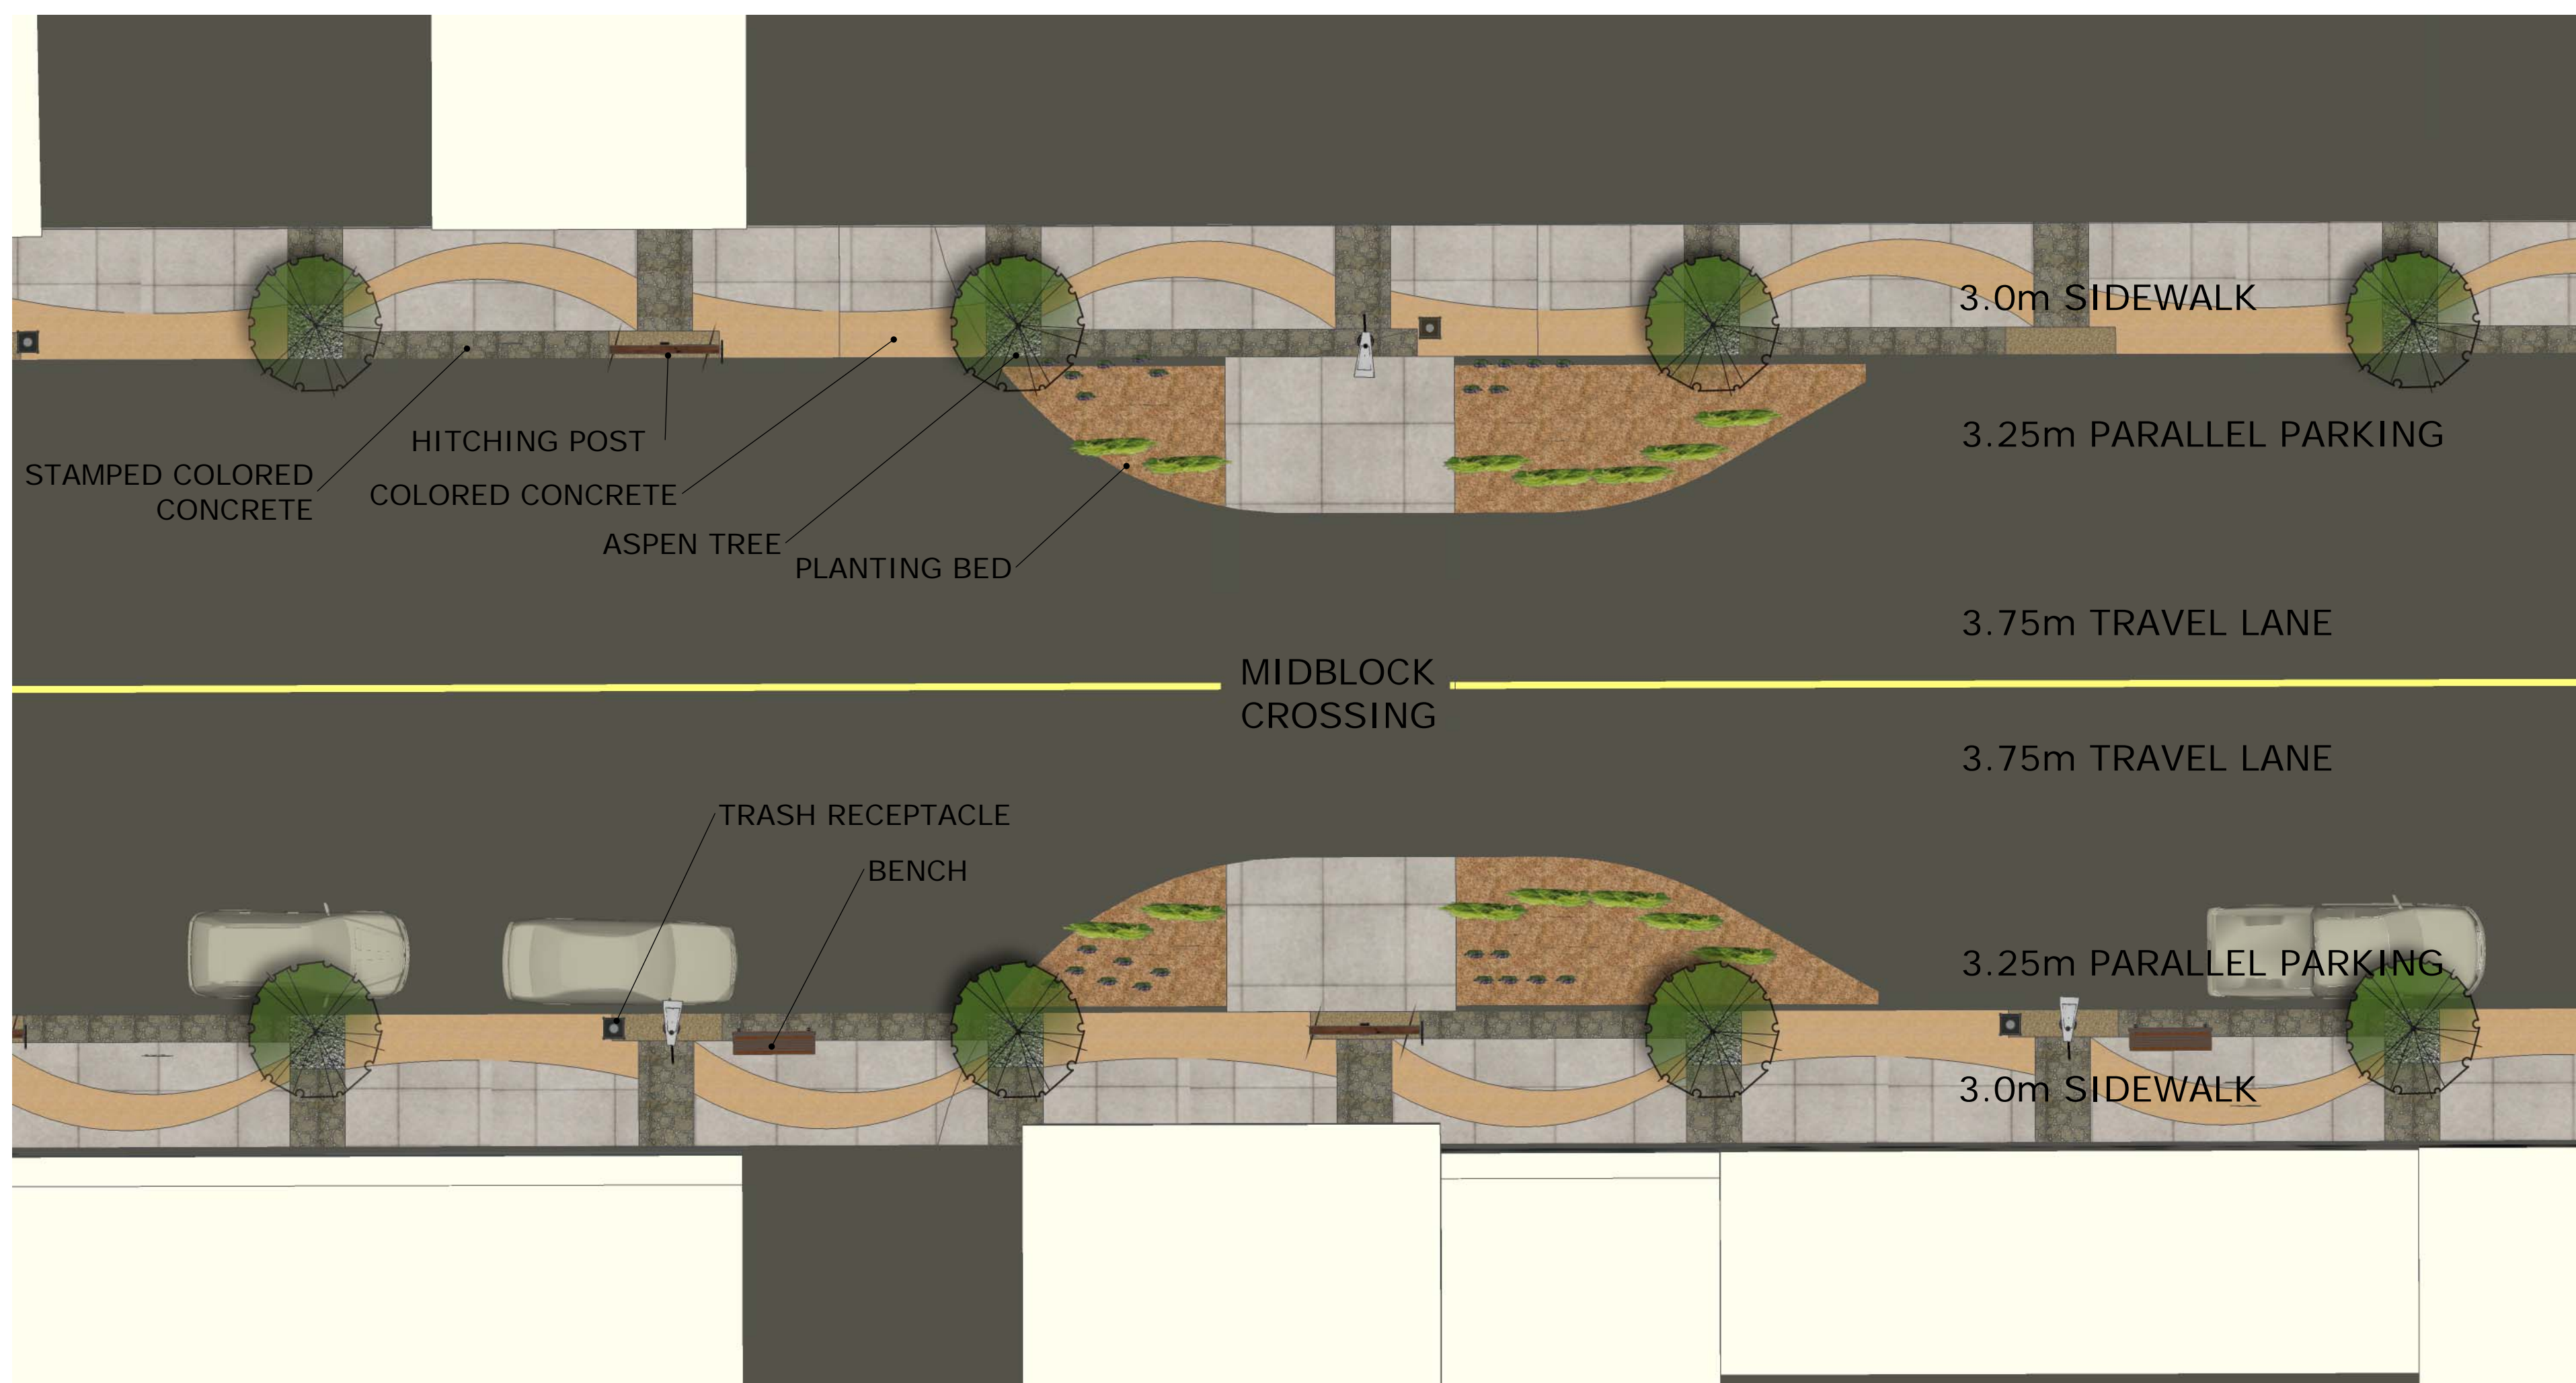 3.0m SIDEWALK
3.25m PARALLEL PARKING
HITCHING POST
STAMPED COLORED
CONCRETE
COLORED CONCRETE
ASPEN TREE
PLANTING BED
3.75m TRAVEL LANE
MIDBLOCK
CROSSING
3.75m TRAVEL LANE
TRASH RECEPTACLE
BENCH
3.25m PARALLEL PARKING
3.0m SIDEWALK